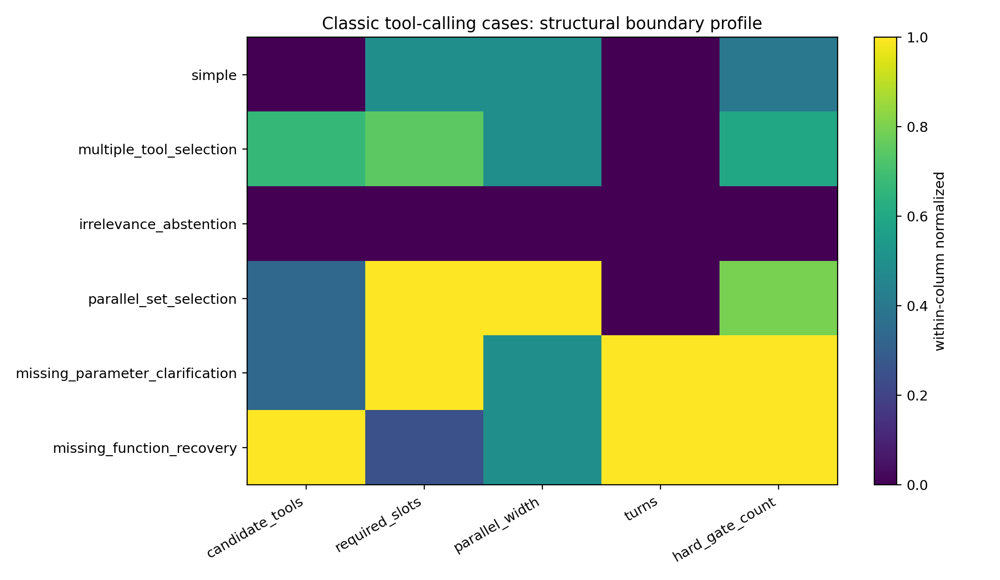 Classic tool-calling cases: structural boundary profile
simple
multiple_tool_selection
irrelevance_abstention
parallel_set_selection
missing_parameter_clarification
missing_function_recovery
candidate_tools
required_slots
parallel_width
turns
hard_gate_count
1.0
0.8
0.6
0.4
0.2
0.0
within-column normalized